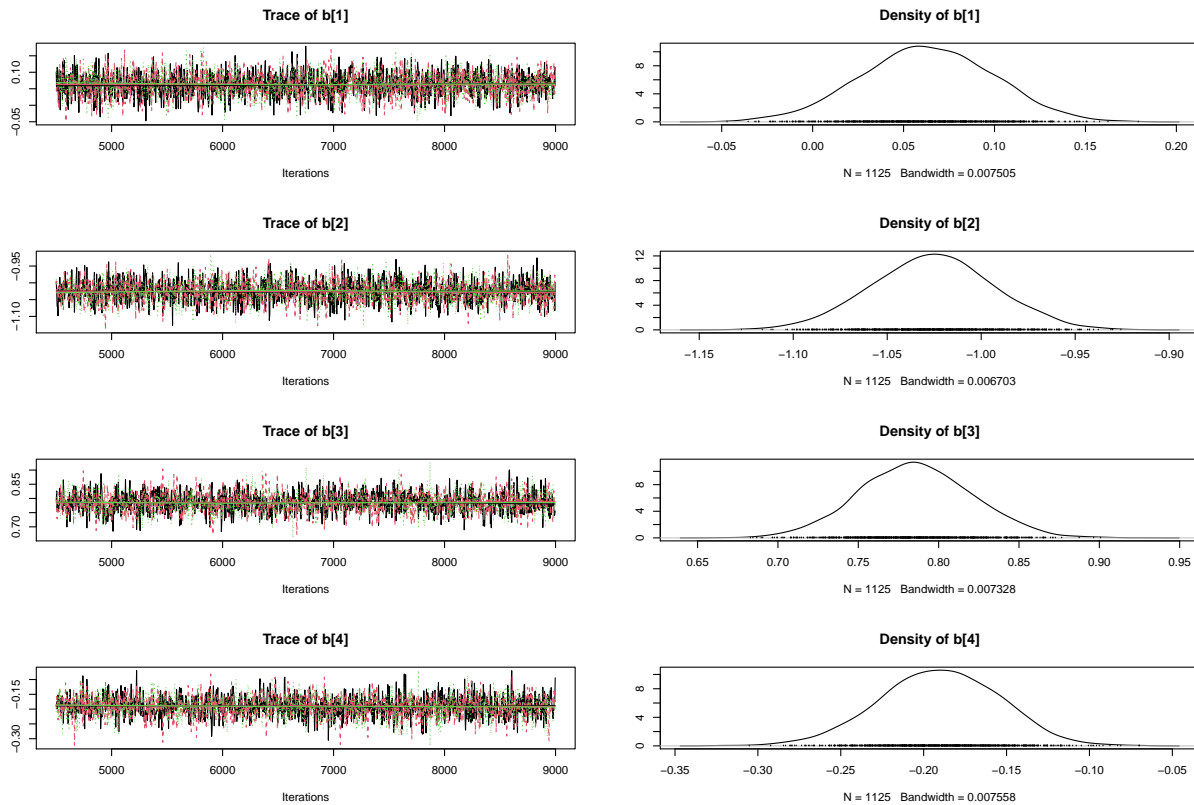 Trace of b[1]
0.10
−0.05
5000 6000 7000 8000 9000
Iterations
Density of b[1]
8
4
0
−0.05 0.00 0.05 0.10 0.15 0.20
N = 1125 Bandwidth = 0.007505
Trace of b[2]
−0.95
−1.10
5000 6000 7000 8000 9000
Iterations
Density of b[2]
12
8
4
0
−1.15 −1.10 −1.05 −1.00 −0.95 −0.90
N = 1125 Bandwidth = 0.006703
Trace of b[3]
0.85
0.70
5000 6000 7000 8000 9000
Iterations
Density of b[3]
8
4
0
0.65 0.70 0.75 0.80 0.85 0.90 0.95
N = 1125 Bandwidth = 0.007328
Trace of b[4]
−0.15
−0.30
5000 6000 7000 8000 9000
Iterations
Density of b[4]
8
4
0
−0.35 −0.30 −0.25 −0.20 −0.15 −0.10 −0.05
N = 1125 Bandwidth = 0.007558